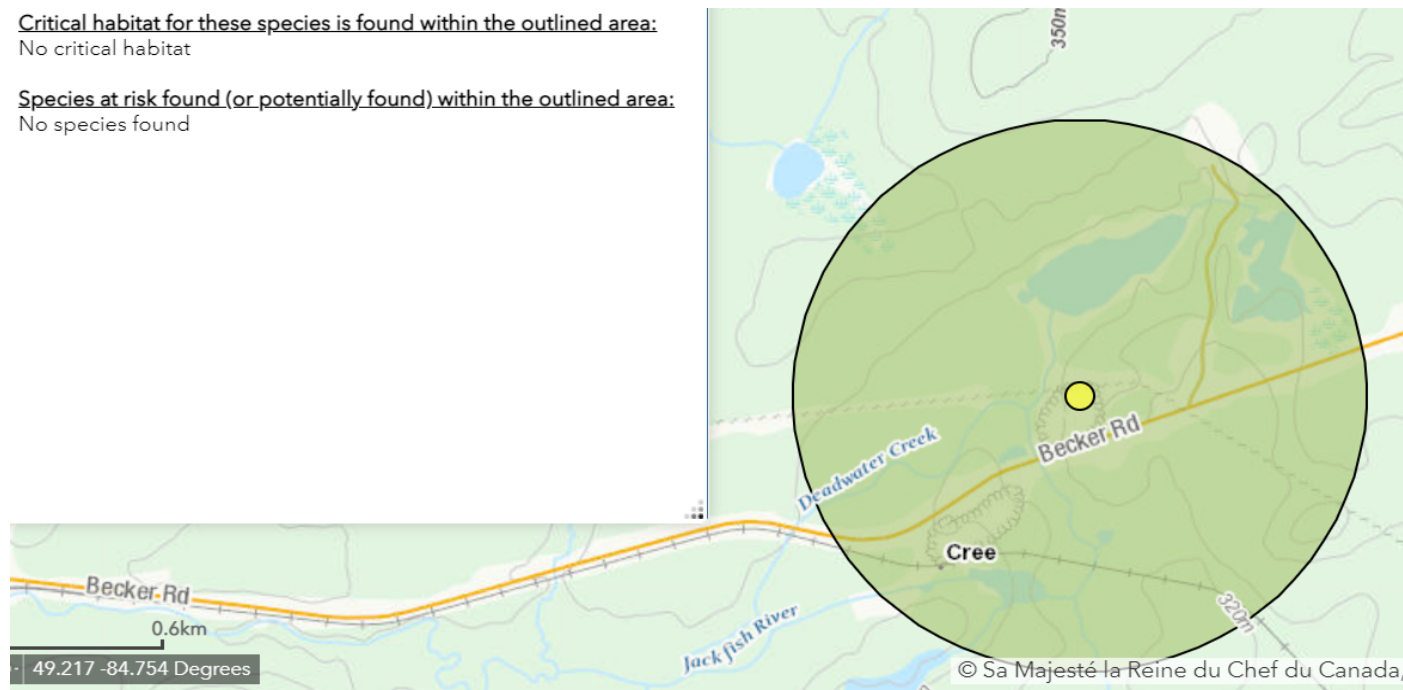 Critical habitat for these species is found within the outlined area:
No critical habitat
Species at risk found (or potentially found) within the outlined area:
No species found
350m
Deadwater Creek
Becker Rd
Cree
Becker Rd
0.6km
Jackfish River
320m
49.217 -84.754 Degrees
© Sa Majesté la Reine du Chef du Canada,